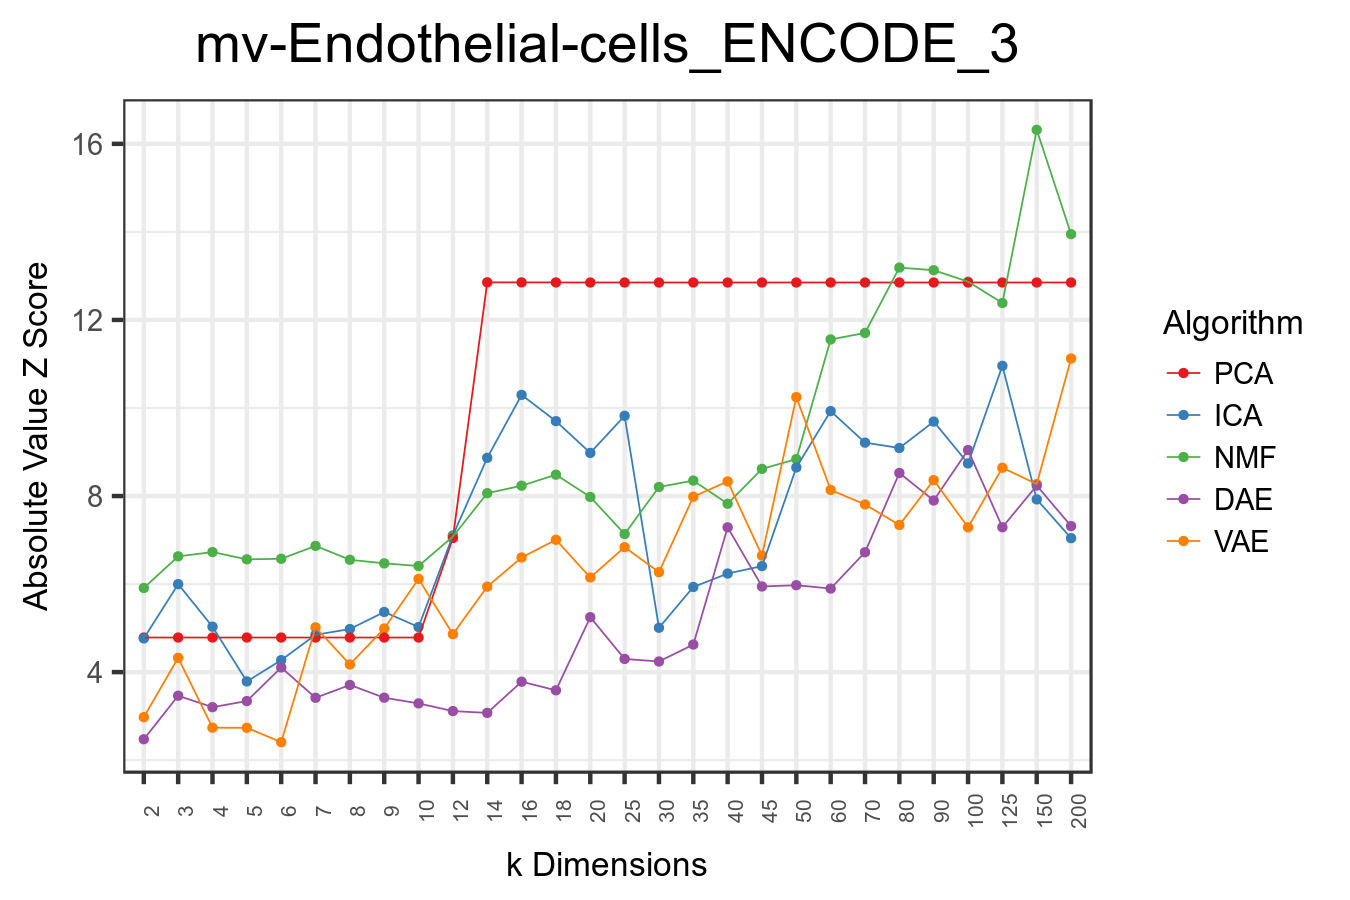 mv-Endothelial-cells_ENCODE_3
Absolute Value Z Score
16
12
8
4
2 3 4 5 6 7 8 9 10 12 14 16 18 20 25 30 35 40 45 50 60 70 80 90 100 125 150 200
k Dimensions
Algorithm
PCA
ICA
NMF
DAE
VAE